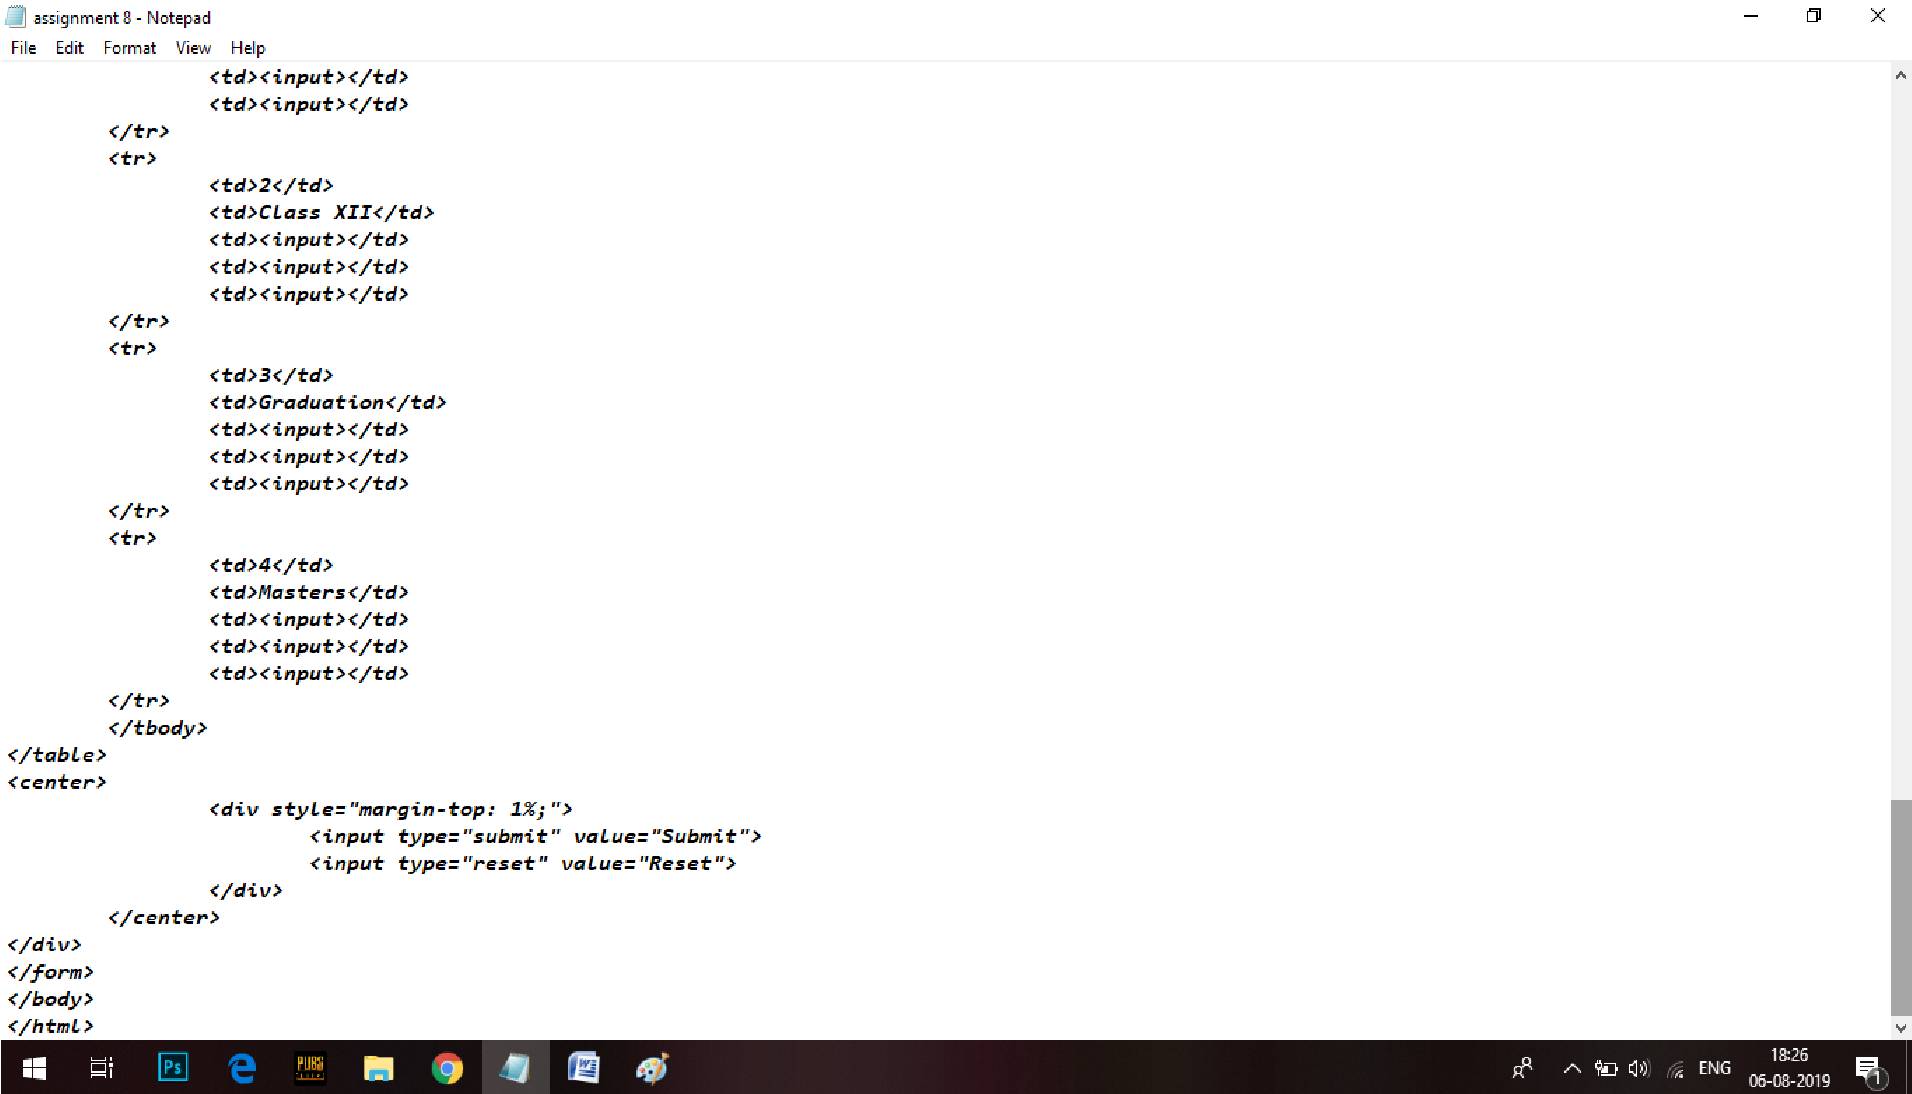 assignment 8 - Notepad
File Edit Format View Help
<td><input></td>
<td><input></td>
</tr>
<tr>
<td>2</td>
<td>Class XII</td>
<td><input></td>
<td><input></td>
<td><input></td>
</tr>
<tr>
<td>3</td>
<td>Graduation</td>
<td><input></td>
<td><input></td>
<td><input></td>
</tr>
<tr>
<td>4</td>
<td>Masters</td>
<td><input></td>
<td><input></td>
<td><input></td>
</tr>
</tbody>
</table>
<center>
<div style="margin-top: 1%;">
<input type="submit" value="Submit">
<input type="reset" value="Reset">
</div>
</center>
</div>
</form>
</body>
</html>
Ps
PUBG
W
ENG
18:26
06-08-2019
1